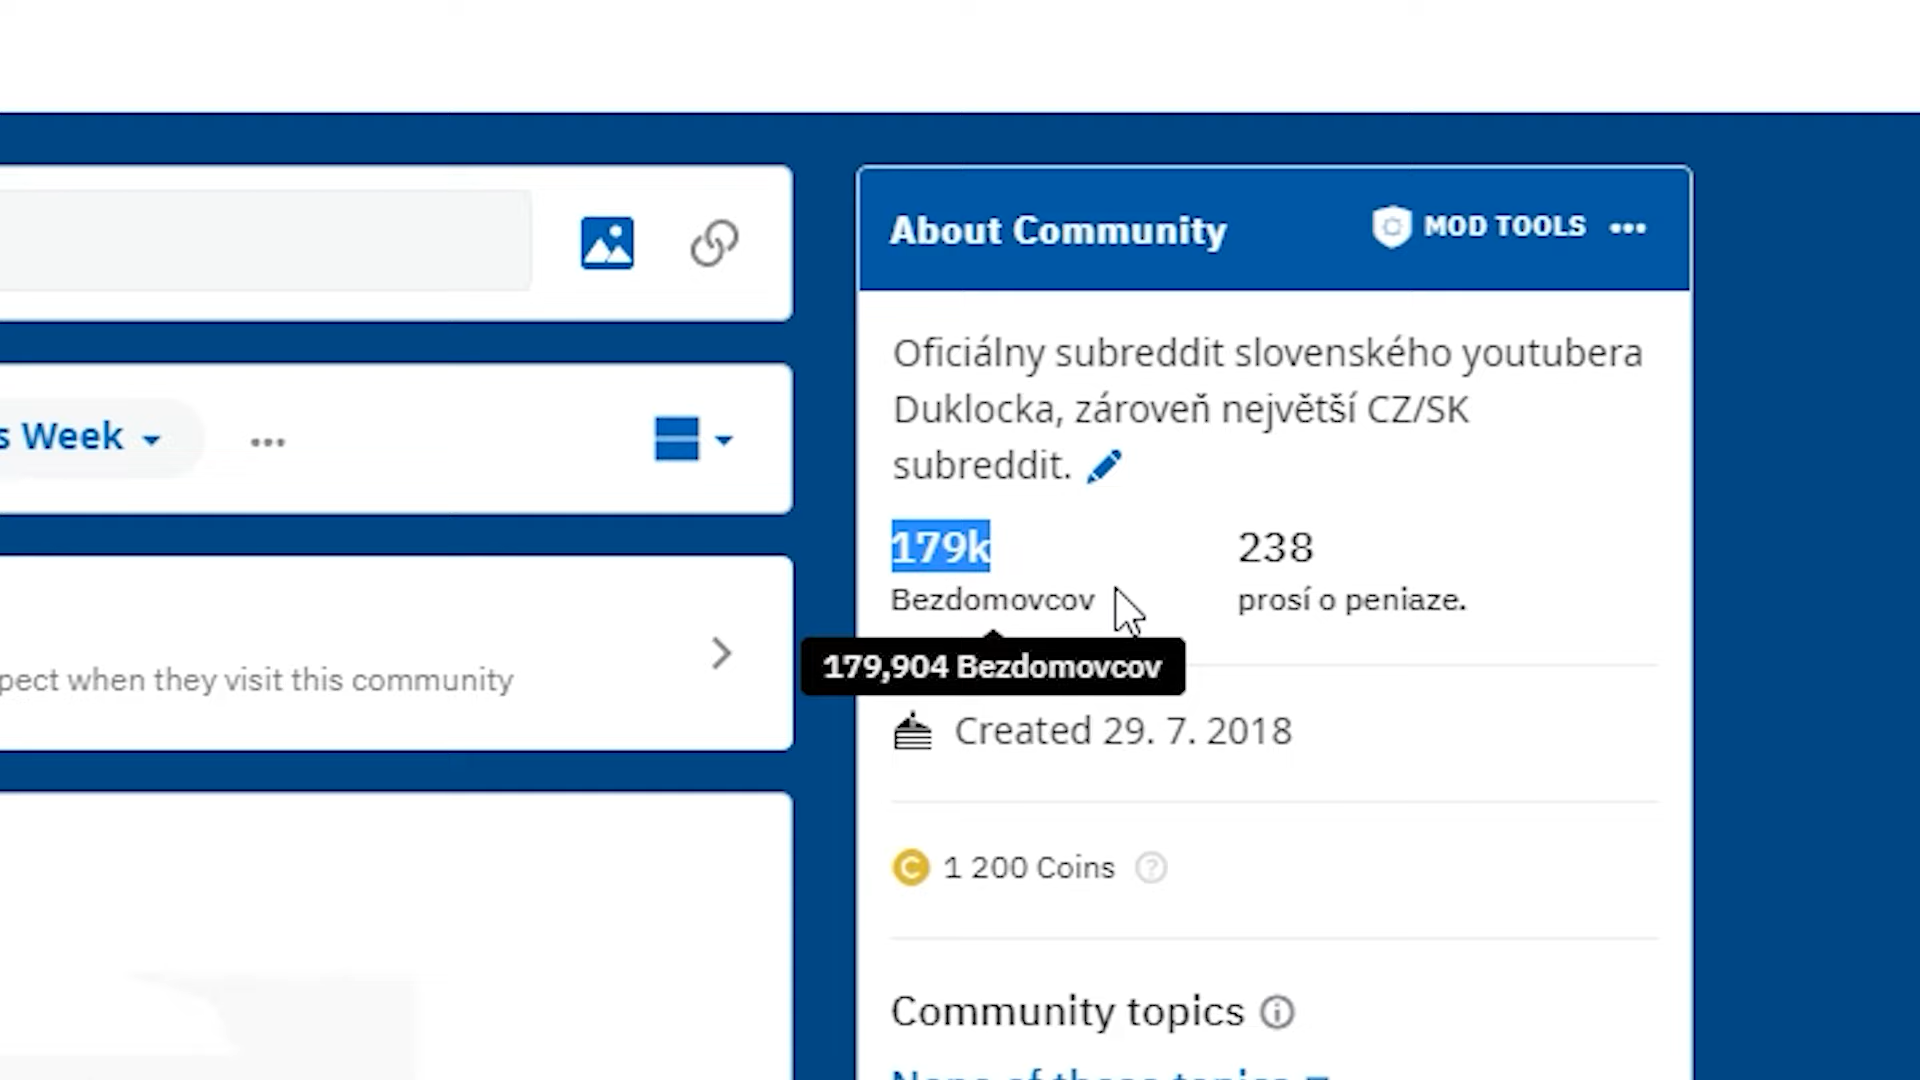 About Community
MOD TOOLS
Oficiálny subreddit slovenského youtubera
Duklocka, zároveň největší CZ/SK
subreddit.
179k
238
Bezdomovcov
prosí o peniaze.
179,904 Bezdomovcov
Created 29. 7. 2018
1 200 Coins
Community topics
s Week
pect when they visit this community